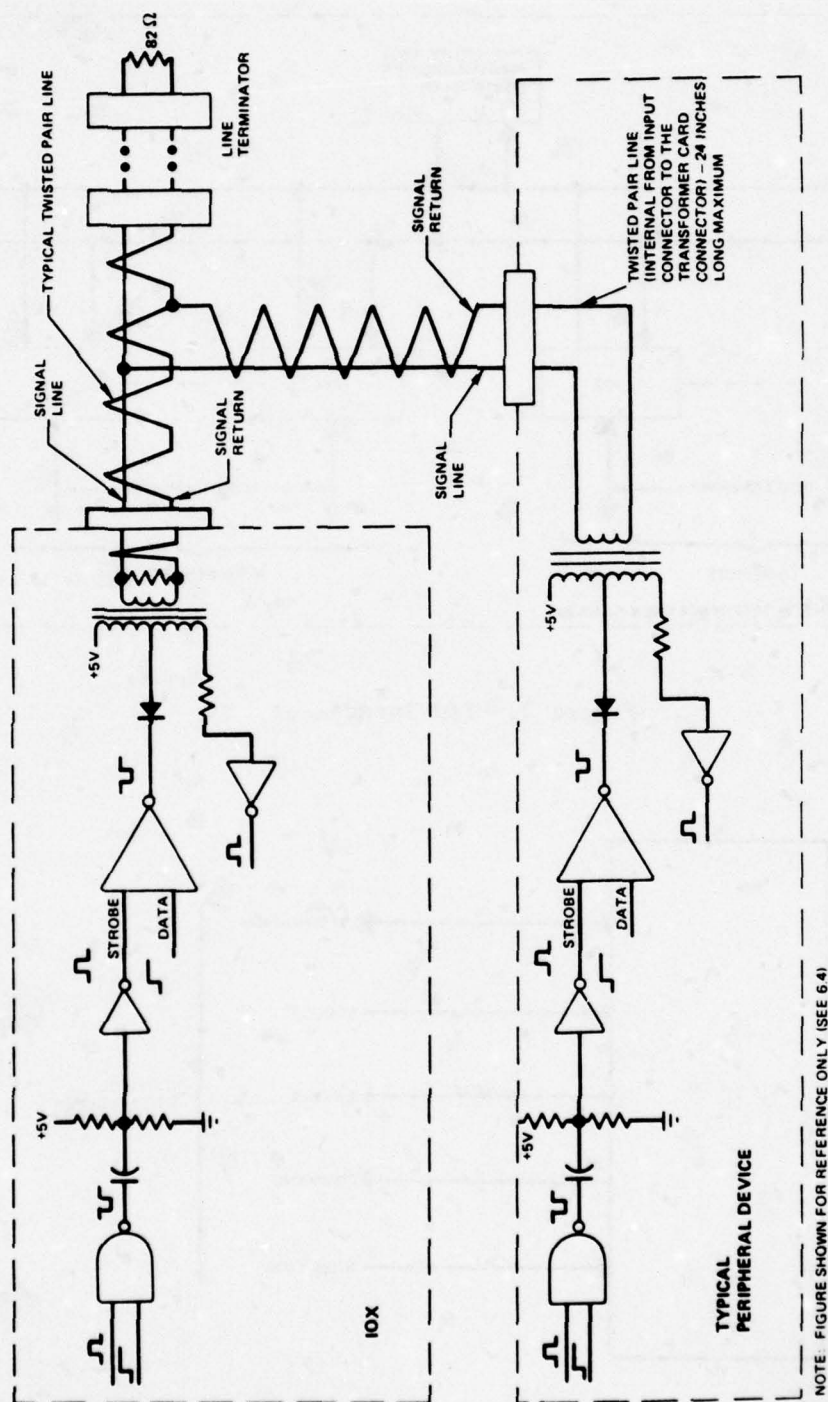 82 Ω
LINE
TERMINATOR
TYPICAL TWISTED PAIR LINE
SIGNAL
LINE
SIGNAL
RETURN
+5V
STROBE
DATA
+5V
IOX
SIGNAL
RETURN
SIGNAL
LINE
TWISTED PAIR LINE
(INTERNAL FROM INPUT
CONNECTOR TO THE
TRANSFORMER CARD
CONNECTOR) – 24 INCHES
LONG MAXIMUM
+5V
STROBE
DATA
+5V
TYPICAL
PERIPHERAL DEVICE
NOTE: FIGURE SHOWN FOR REFERENCE ONLY (SEE 6.4)